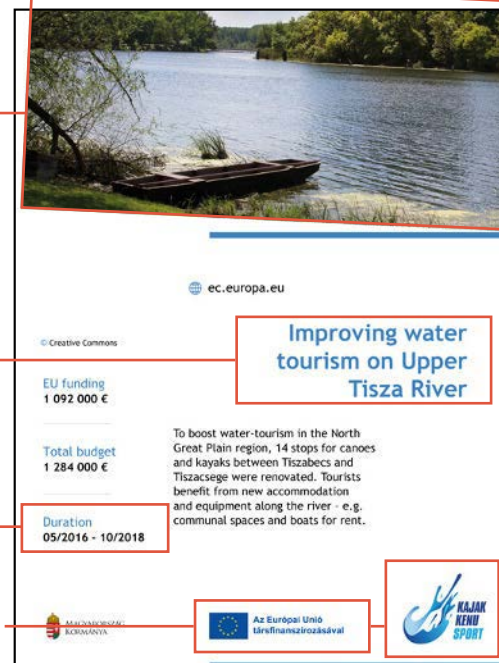 ec.europa.eu
© Creative Commons
Improving water
tourism on Upper
Tisza River
EU funding
1 092 000 €
Total budget
1 284 000 €
Duration
05/2016 - 10/2018
To boost water-tourism in the North
Great Plain region, 14 stops for canoes
and kayaks between Tiszabecs and
Tiszacsege were renovated. Tourists
benefit from new accommodation
and equipment along the river - e.g.
communal spaces and boats for rent.
MAGYARORSZÁG
KORMÁNYA
Az Európai Unió
társfinanszírozásával
KAJAK
KENU
SPORT